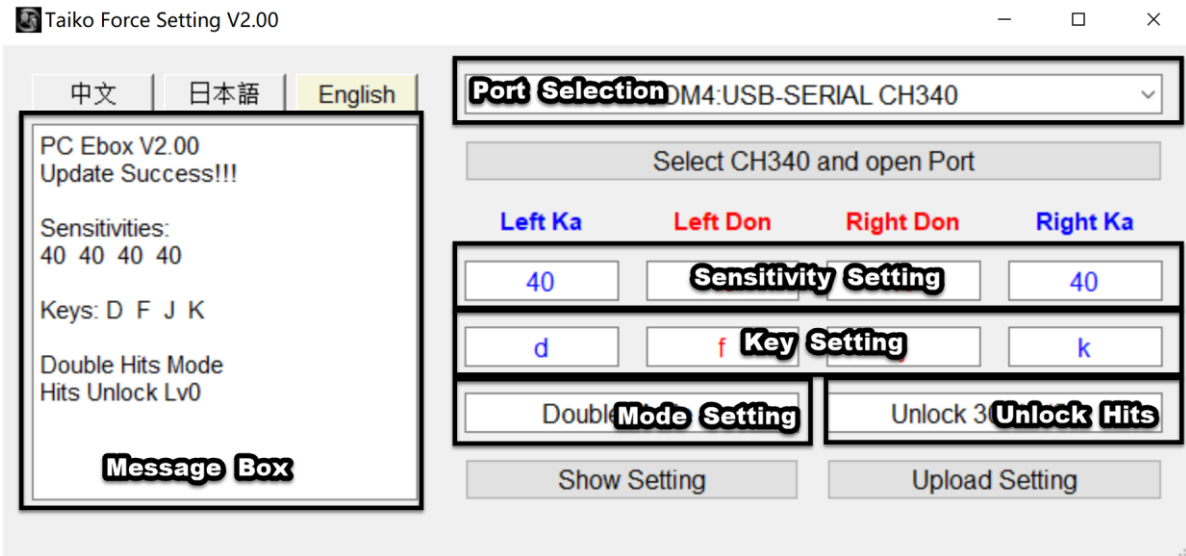 Taiko Force Setting V2.00
中文 日本語 English
Port Selection OM4:USB-SERIAL CH340
PC Ebox V2.00
Update Success!!!
Select CH340 and open Port
Sensitivities:
40 40 40 40
Left Ka Left Don Right Don Right Ka
40 Sensitivity Setting 40
Keys: D F J K
d f Key Setting k
Double Hits Mode
Hits Unlock Lv0
Double Mode Setting Unlock 3 Unlock Hits
Message Box
Show Setting Upload Setting